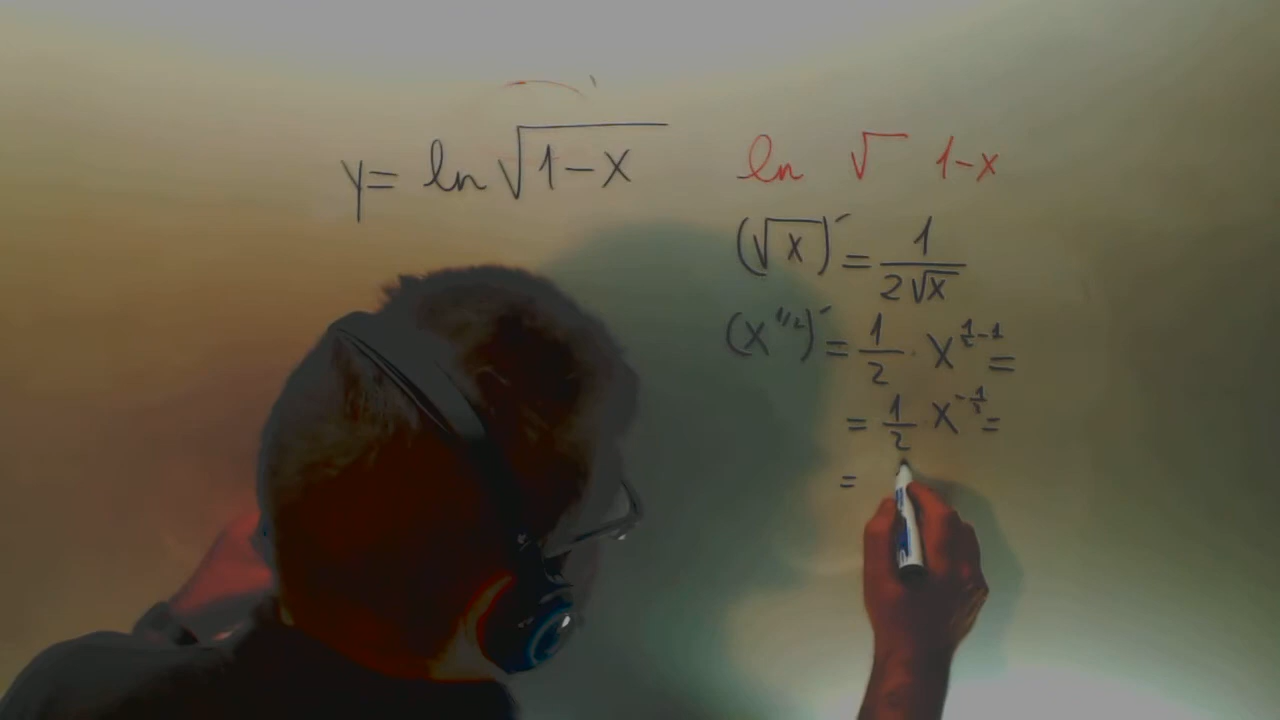 y= ln √(1-x)
ln √ 1-x
(√x)´ = 1/(2√x)
(x^1/2)´ = 1/2 · x^(1/2-1) =
= 1/2 · x^(-1/2) =
=